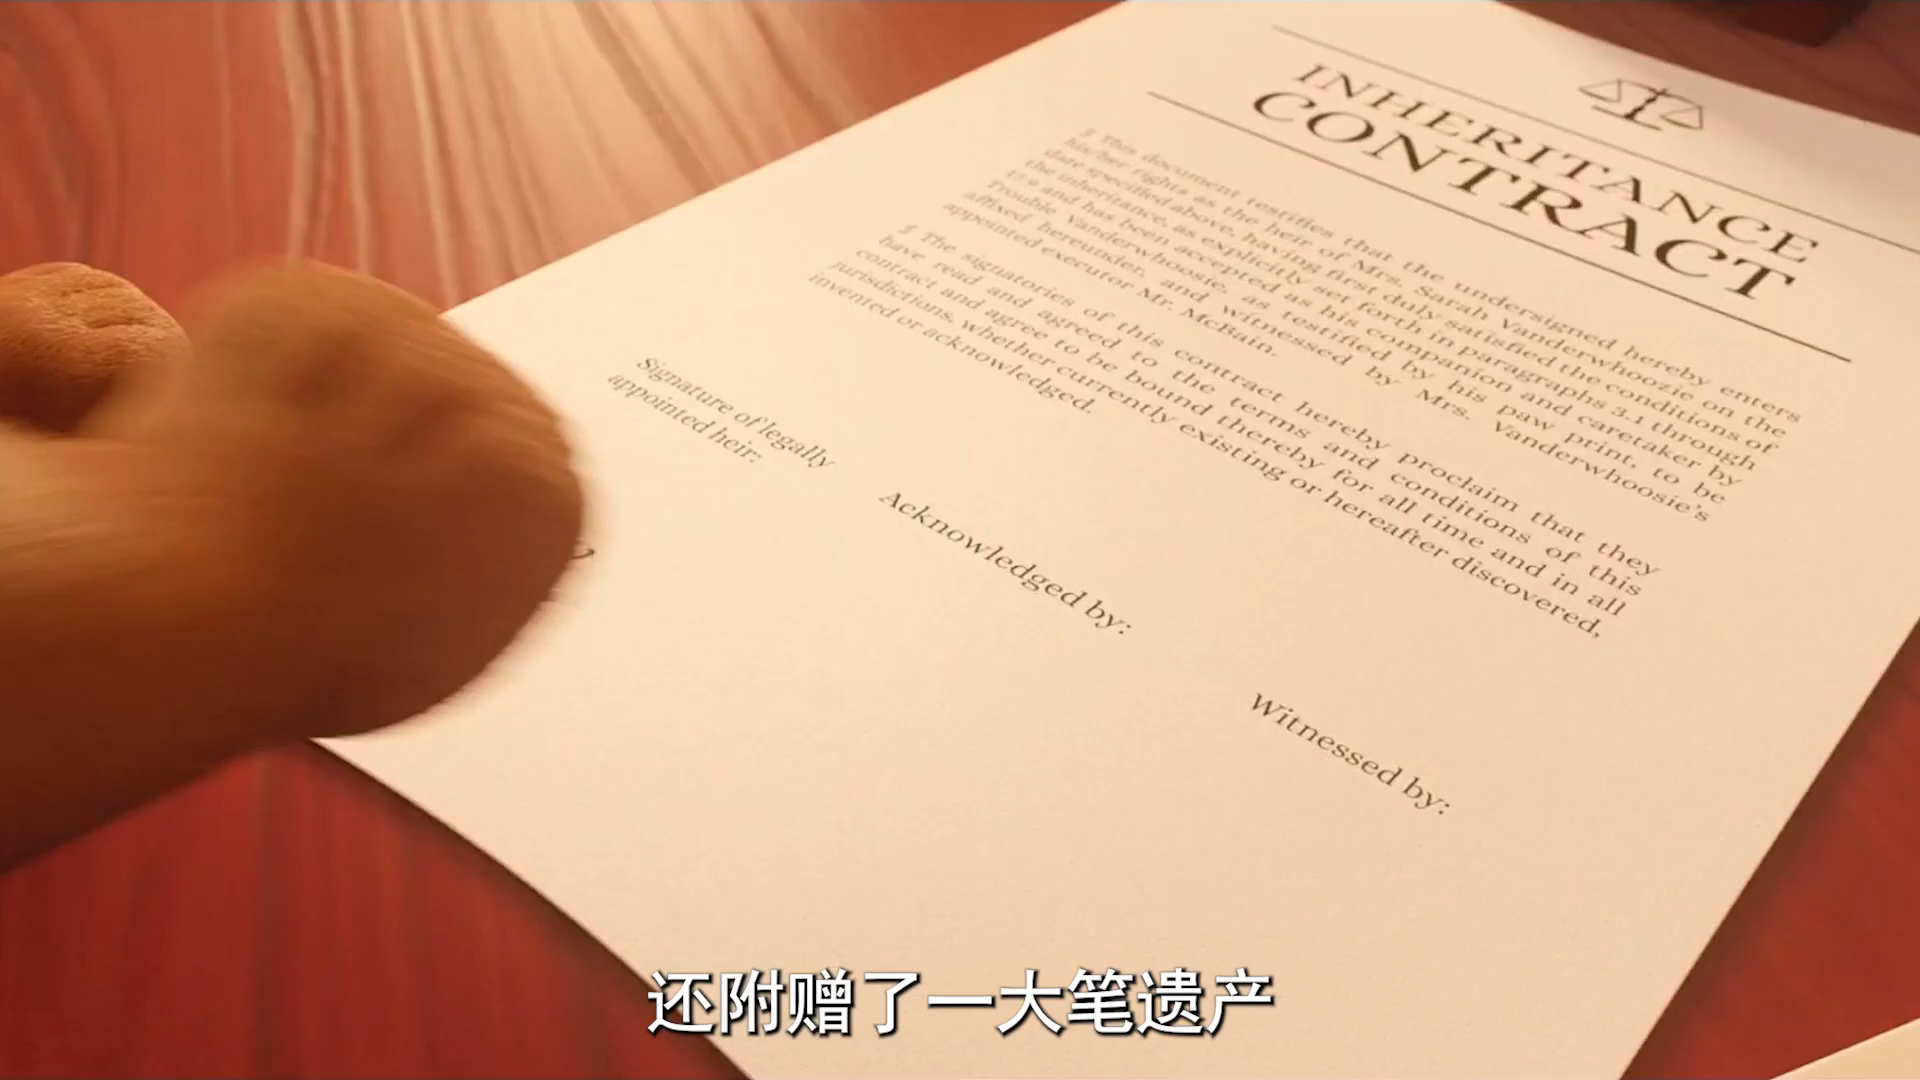 INHERITANCE
CONTRACT
§ This document testifies that the undersigned hereby enters
his/her rights as the heir of Mrs. Sarah Vanderwhoozie on the
date specified above, having first duly satisfied the conditions of
the inheritance, as explicitly set forth in paragraphs 3.1 through
17.9 and has been accepted as his companion and caretaker by
Trouble Vanderwhoosie, as testified by his paw print, to be
affixed hereunder, and witnessed by Mrs. Vanderwhoosie's
appointed executor Mr. McBain.
§ The signatories of this contract hereby proclaim that they
have read and agreed to the terms and conditions of this
contract and agree to be bound thereby for all time and in all
jurisdictions, whether currently existing or hereafter discovered,
invented or acknowledged.
Signature of legally
appointed heir:
Acknowledged by:
Witnessed by:
还附赠了一大笔遗产